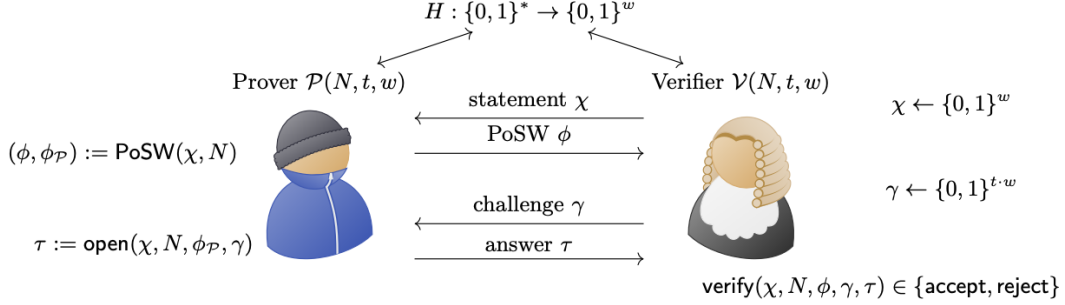 H : {0, 1}* → {0, 1}ʷ
Prover 𝒫(N, t, w)
Verifier 𝒱(N, t, w)
statement χ
χ ← {0, 1}ʷ
PoSW ϕ
(ϕ, ϕ_𝒫) := PoSW(χ, N)
challenge γ
γ ← {0, 1}ᵗ·ʷ
τ := open(χ, N, ϕ_𝒫, γ)
answer τ
verify(χ, N, ϕ, γ, τ) ∈ {accept, reject}